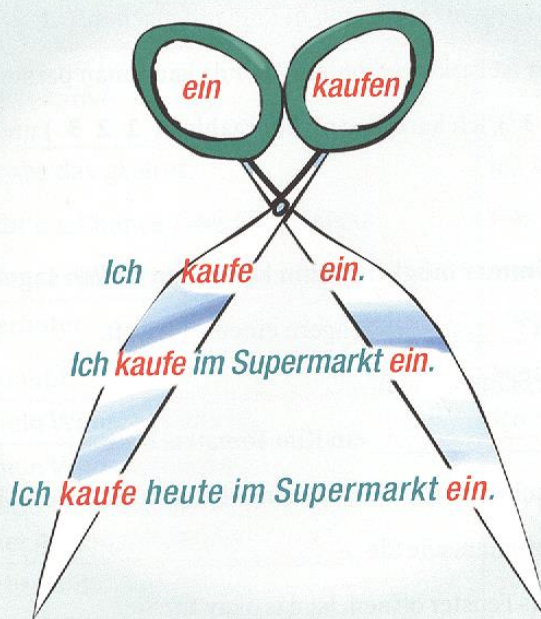 ein kaufen
Ich kaufe ein.
Ich kaufe im Supermarkt ein.
Ich kaufe heute im Supermarkt ein.